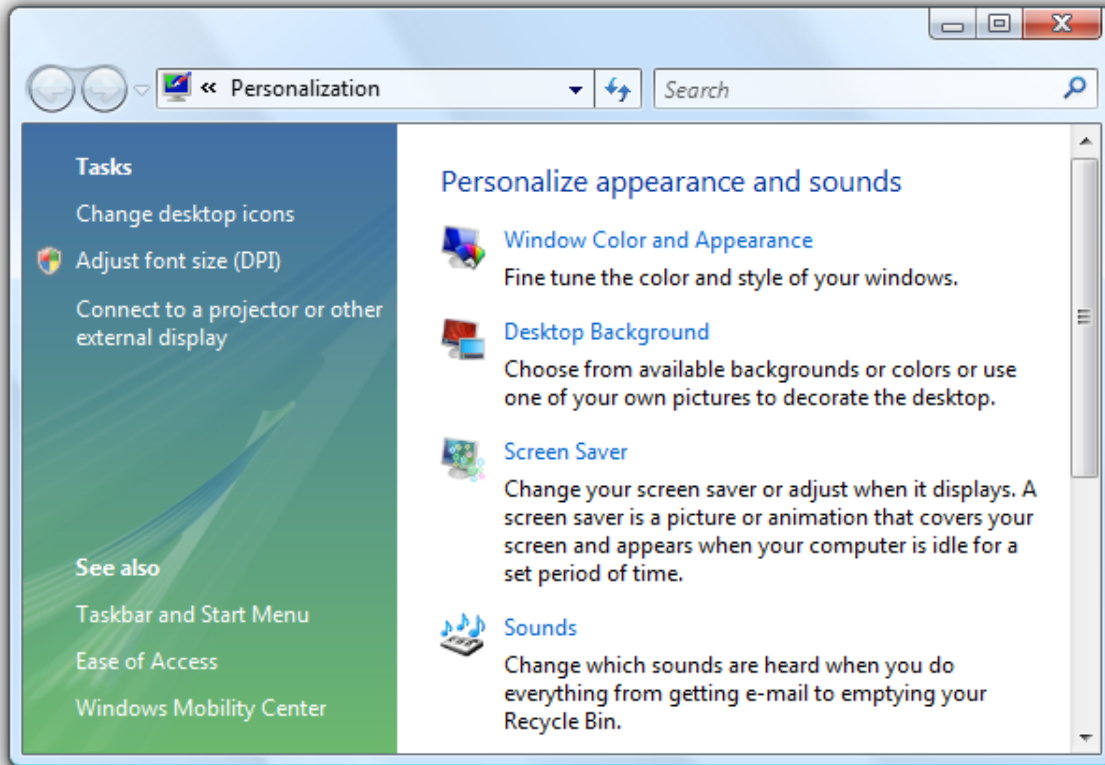 « Personalization
Search
Tasks
Change desktop icons
Adjust font size (DPI)
Connect to a projector or other
external display
See also
Taskbar and Start Menu
Ease of Access
Windows Mobility Center
Personalize appearance and sounds
Window Color and Appearance
Fine tune the color and style of your windows.
Desktop Background
Choose from available backgrounds or colors or use
one of your own pictures to decorate the desktop.
Screen Saver
Change your screen saver or adjust when it displays. A
screen saver is a picture or animation that covers your
screen and appears when your computer is idle for a
set period of time.
Sounds
Change which sounds are heard when you do
everything from getting e-mail to emptying your
Recycle Bin.